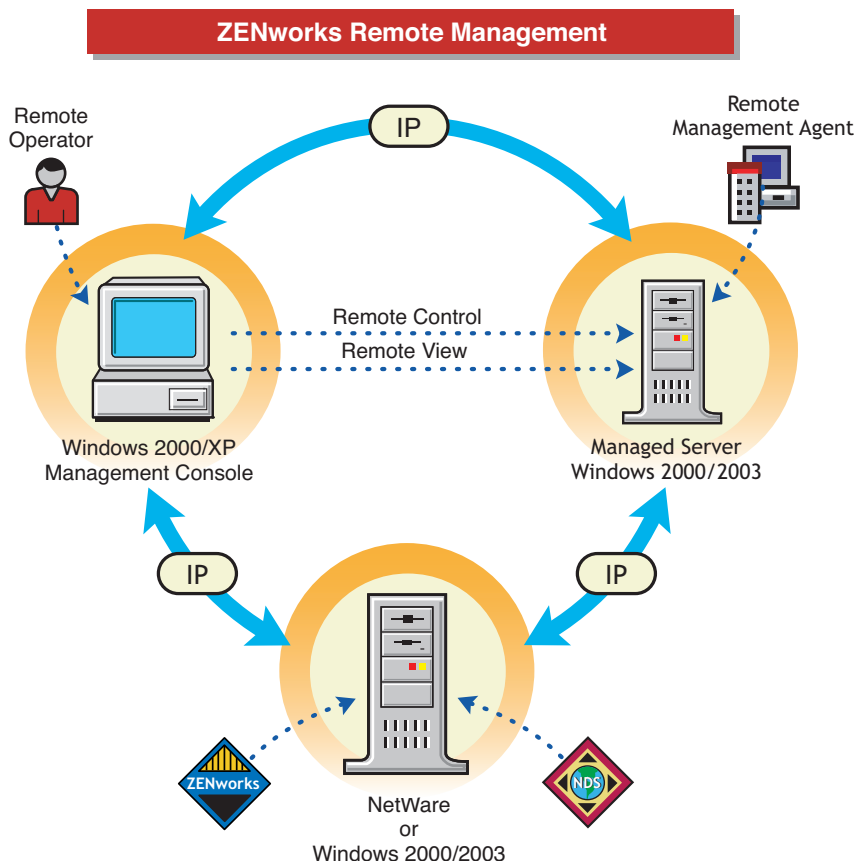 ZENworks Remote Management
IP
Remote
Operator
Remote
Management Agent
Remote Control
Remote View
Windows 2000/XP
Management Console
Managed Server
Windows 2000/2003
IP
IP
ZENworks
NDS
NetWare
or
Windows 2000/2003